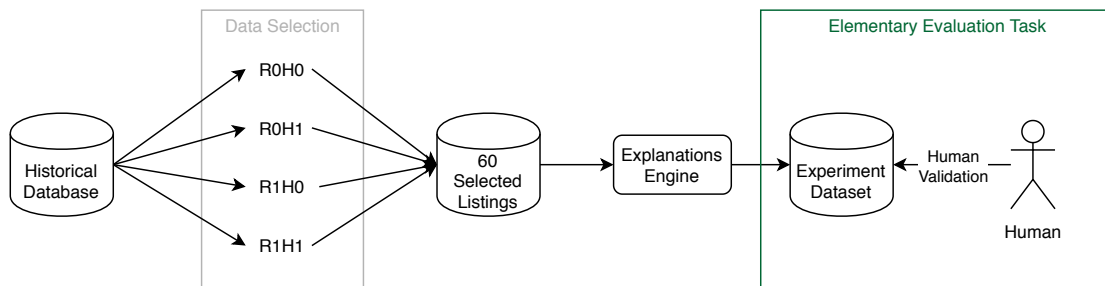 Data Selection
Elementary Evaluation Task
R0H0
R0H1
R1H0
R1H1
Historical
Database
60
Selected
Listings
Explanations
Engine
Experiment
Dataset
Human
Validation
Human